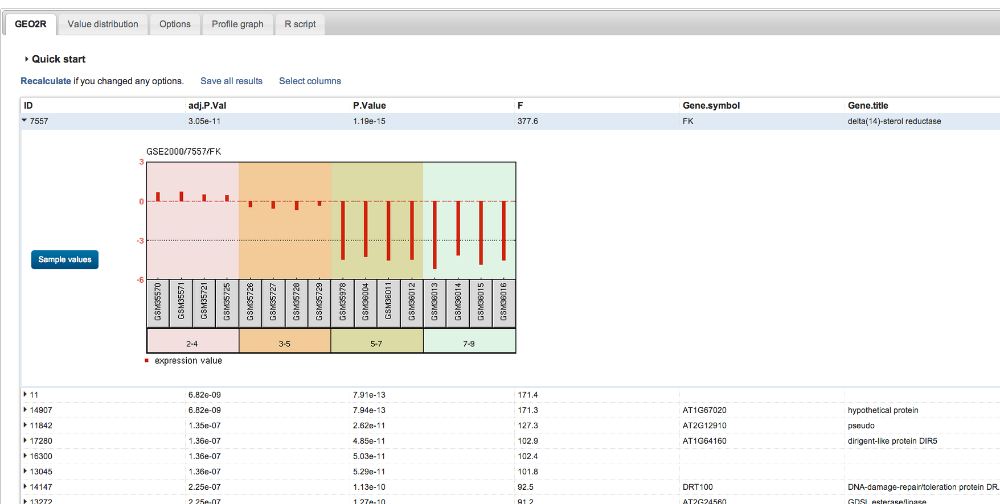 GEO2R Value distribution Options Profile graph R script
Quick start
Recalculate if you changed any options. Save all results Select columns
ID adj.P.Val P.Value F Gene.symbol Gene.title
7557 3.05e-11 1.19e-15 377.6 FK delta(14)-sterol reductase
GSE2000/7557/FK
3
0
-3
Sample values
-6
GSM35570 GSM35571 GSM35721 GSM35725 GSM35726 GSM35727 GSM35728 GSM35729 GSM35978 GSM36004 GSM36011 GSM36012 GSM36013 GSM36014 GSM36015 GSM36016
2-4 3-5 5-7 7-9
expression value
11 6.82e-09 7.91e-13 171.4
14907 6.82e-09 7.94e-13 171.3 AT1G67020 hypothetical protein
11842 1.35e-07 2.62e-11 127.3 AT2G12910 pseudo
17280 1.36e-07 4.85e-11 102.9 AT1G64160 dirigent-like protein DIR5
16300 1.36e-07 5.03e-11 102.4
13045 1.36e-07 5.29e-11 101.8
14147 2.25e-07 1.13e-10 92.5 DRT100 DNA-damage-repair/toleration protein DR...
13272 2.25e-07 1.27e-10 91.2 AT2G24560 GDSL esterase/lipase